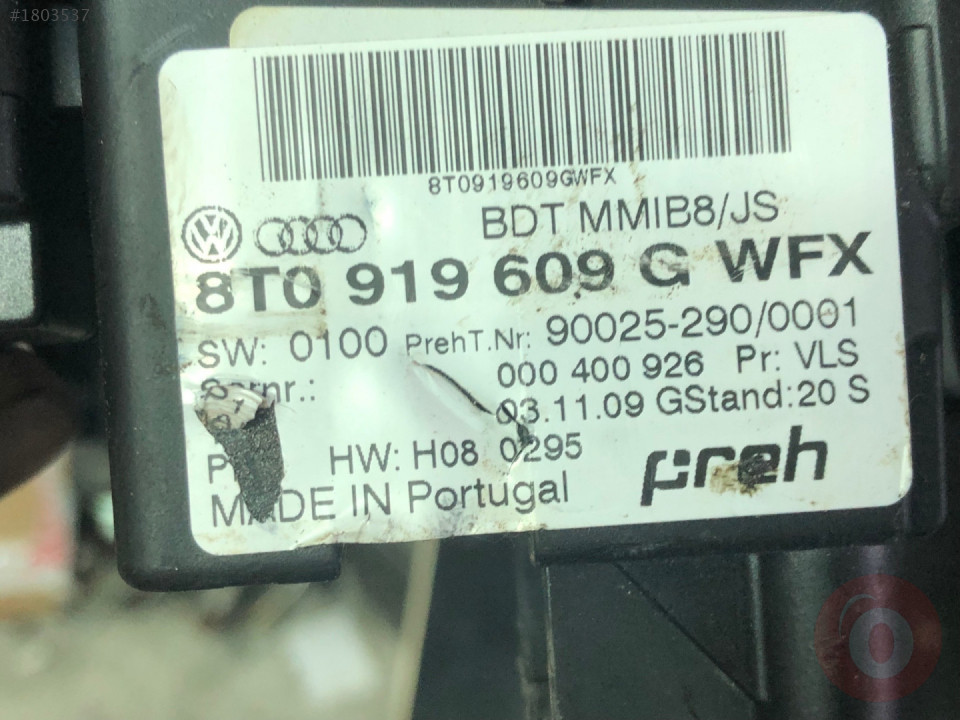 #1803537
8T0919609GWFX
BDT MMIB8/JS
8T0 919 609 G WFX
SW: 0100 PrehT.Nr: 90025-290/0001
000 400 926 Pr: VLS
03.11.09 GStand:20 S
HW: H08 0295
preh
MADE IN Portugal